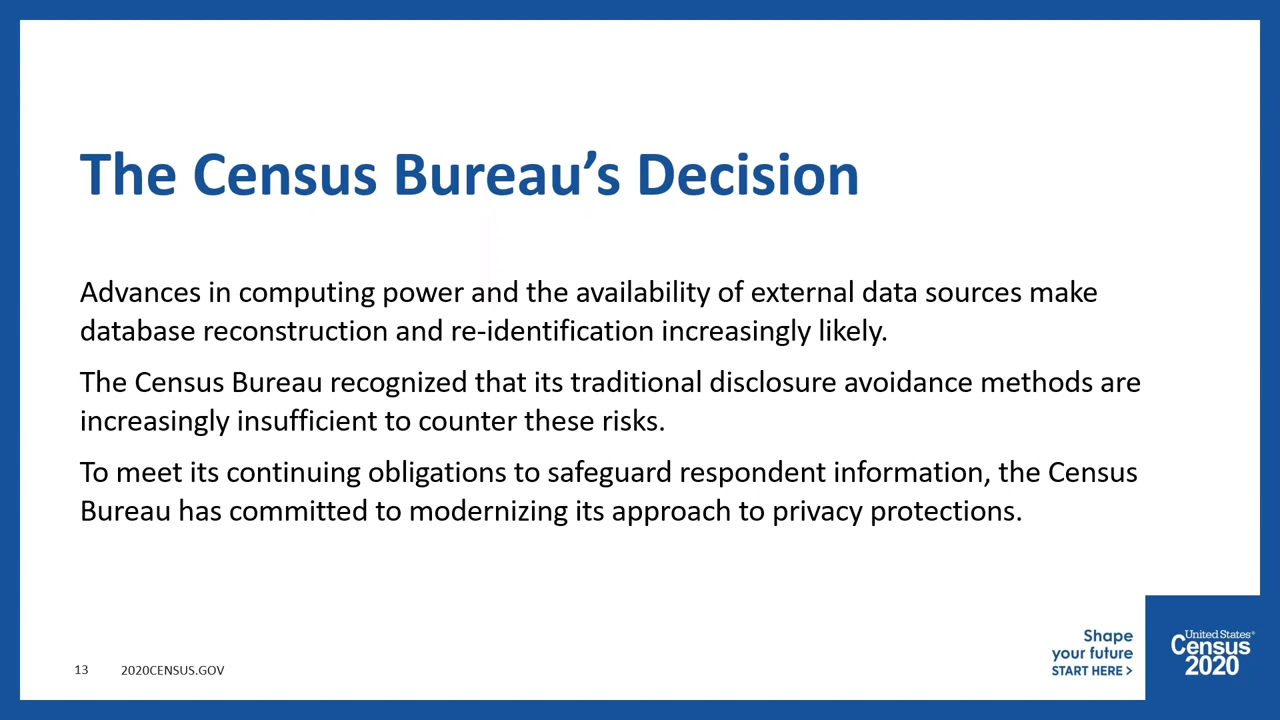 The Census Bureau’s Decision
Advances in computing power and the availability of external data sources make
database reconstruction and re-identification increasingly likely.
The Census Bureau recognized that its traditional disclosure avoidance methods are
increasingly insufficient to counter these risks.
To meet its continuing obligations to safeguard respondent information, the Census
Bureau has committed to modernizing its approach to privacy protections.
13 2020CENSUS.GOV
Shape
your future
START HERE >
United States®
Census
2020